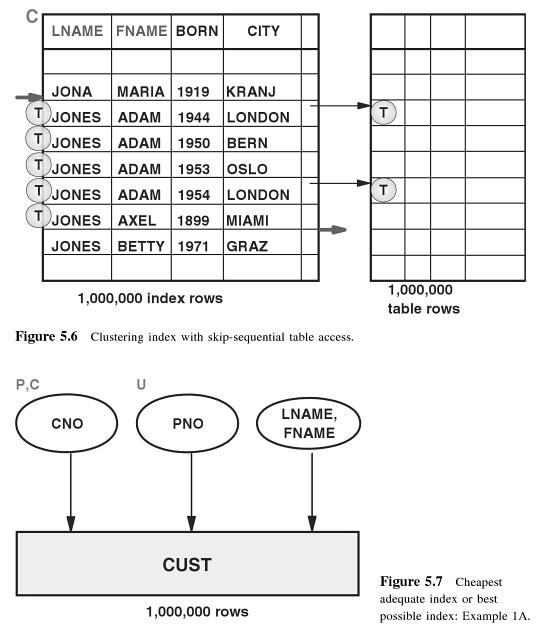 C
LNAME FNAME BORN CITY
JONA MARIA 1919 KRANJ
T JONES ADAM 1944 LONDON T
T JONES ADAM 1950 BERN
T JONES ADAM 1953 OSLO
T JONES ADAM 1954 LONDON T
T JONES AXEL 1899 MIAMI
JONES BETTY 1971 GRAZ
1,000,000 index rows
1,000,000
table rows
Figure 5.6 Clustering index with skip-sequential table access.
P,C U
CNO
PNO
LNAME,
FNAME
CUST
1,000,000 rows
Figure 5.7 Cheapest
adequate index or best
possible index: Example 1A.